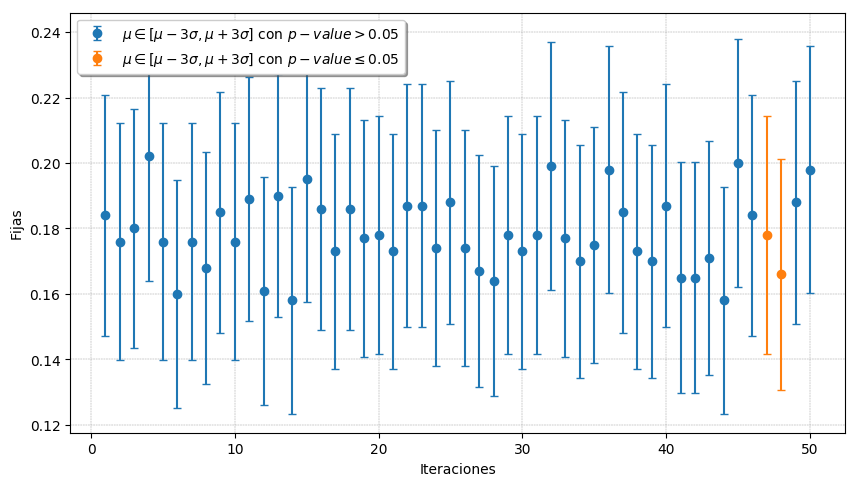 μ ∈ [μ − 3σ, μ + 3σ] con p − value > 0.05
μ ∈ [μ − 3σ, μ + 3σ] con p − value ≤ 0.05
0.24
0.22
0.20
0.18
0.16
0.14
0.12
Fijas
0 10 20 30 40 50
Iteraciones